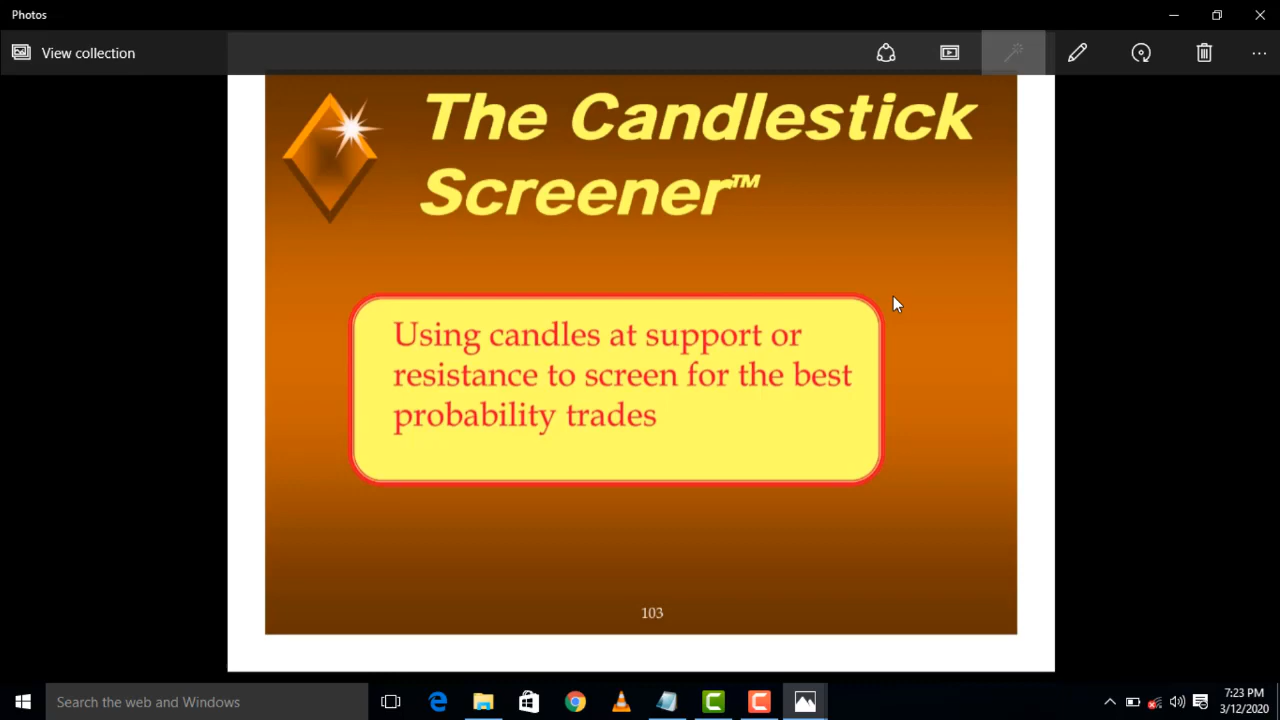 Photos
View collection
The Candlestick
Screener™
Using candles at support or
resistance to screen for the best
probability trades
103
Search the web and Windows
7:23 PM
3/12/2020